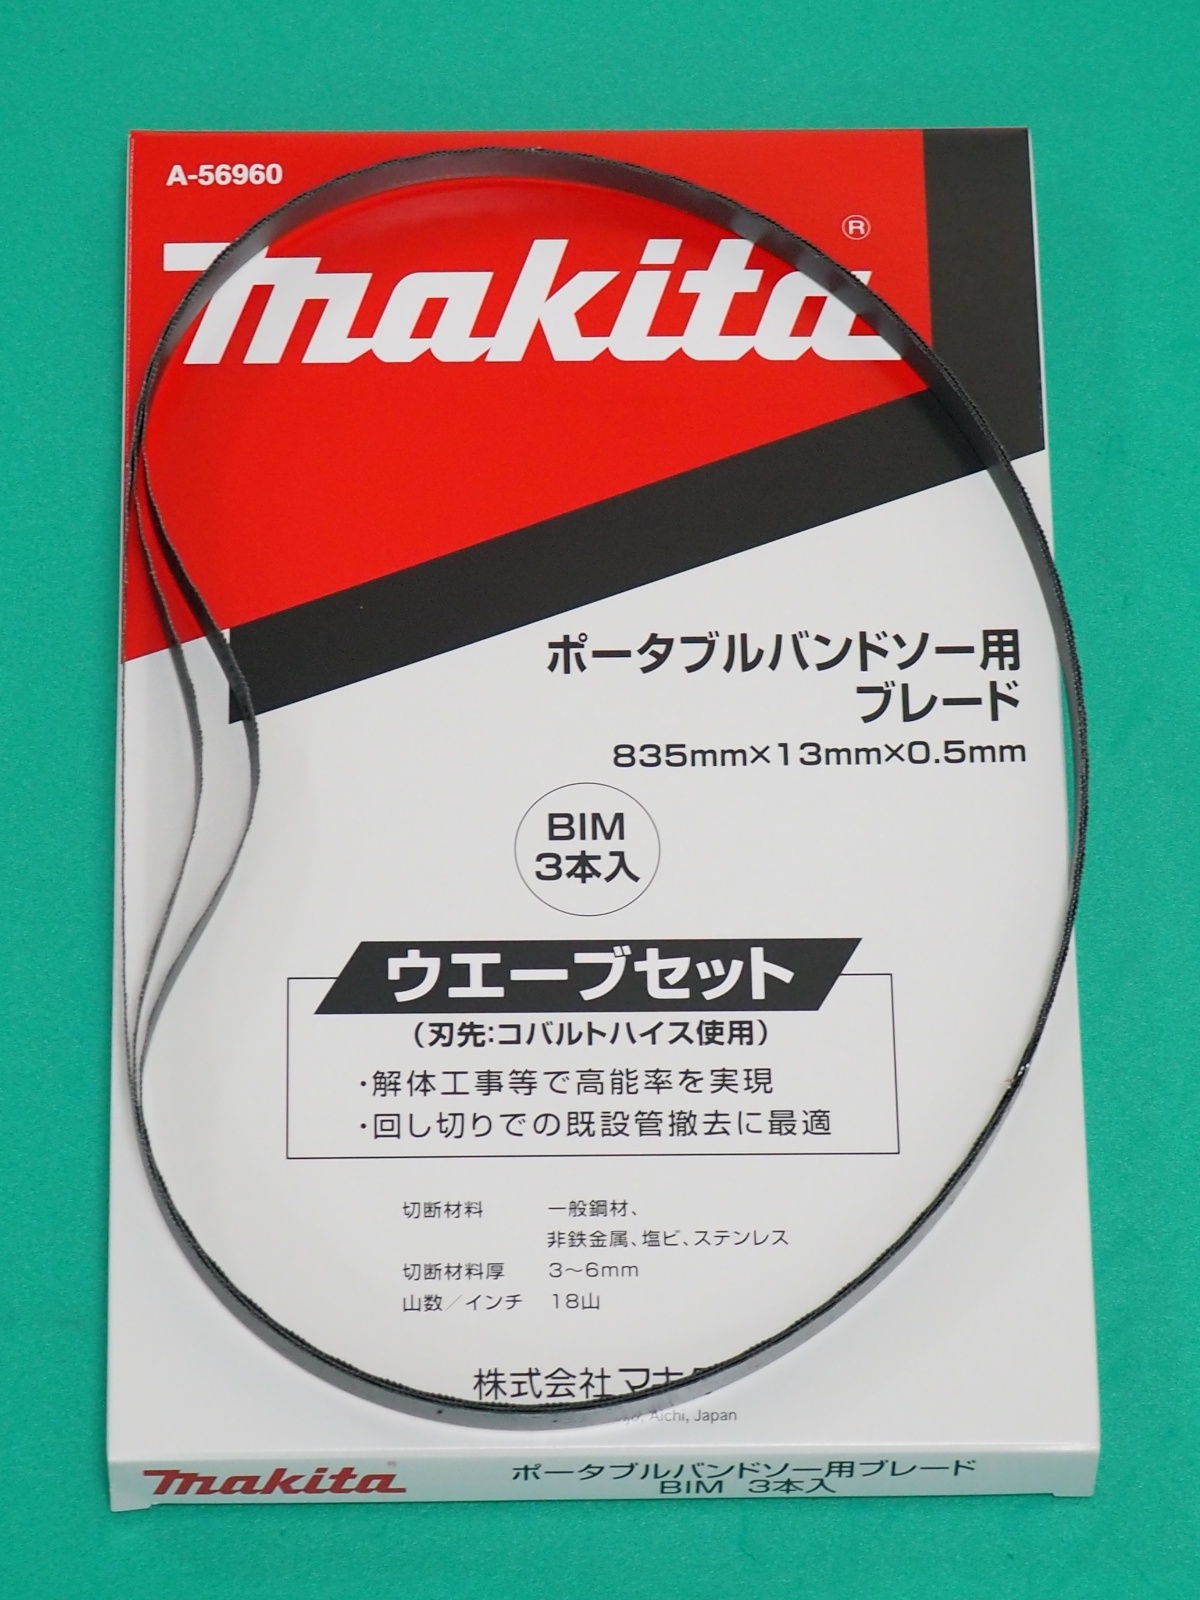 A-56960
makita®
ポータブルバンドソー用
ブレード
835mm×13mm×0.5mm
BIM
3本入
ウエーブセット
(刃先:コバルトハイス使用)
・解体工事等で高能率を実現
・回し切りでの既設管撤去に最適
切断材料 一般鋼材、
非鉄金属、塩ビ、ステンレス
切断材料厚 3〜6mm
山数／インチ 18山
株式会社マキタ
Aichi, Japan
makita® ポータブルバンドソー用ブレード
BIM 3本入